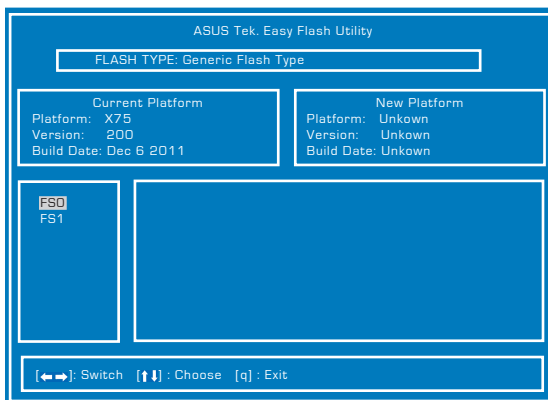 ASUS Tek. Easy Flash Utility
FLASH TYPE: Generic Flash Type
Current Platform
Platform: X75
Version: 200
Build Date: Dec 6 2011
New Platform
Platform: Unkown
Version: Unkown
Build Date: Unkown
FS0
FS1
[←→]: Switch [↑↓] : Choose [q] : Exit